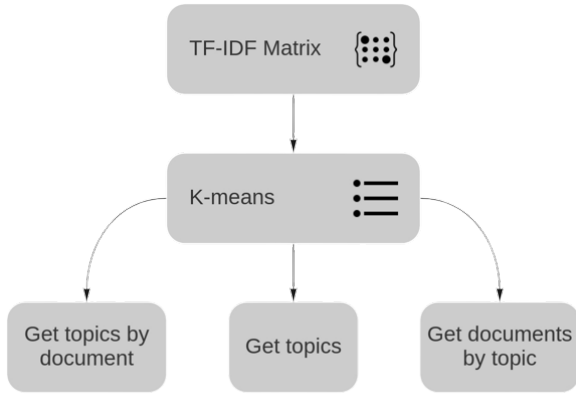 TF-IDF Matrix
K-means
Get topics by
document
Get topics
Get documents
by topic